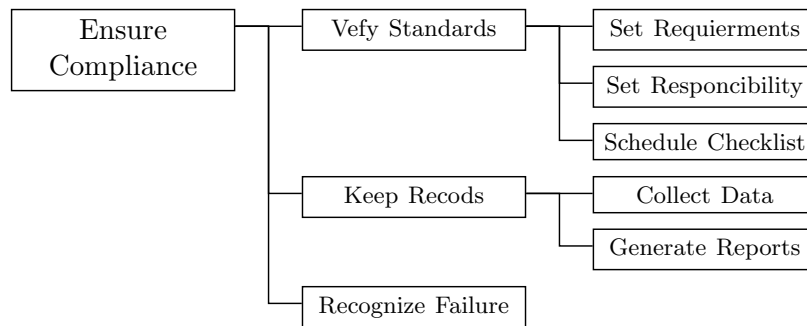 Ensure
Compliance
Vefy Standards
Set Requierments
Set Responcibility
Schedule Checklist
Keep Recods
Collect Data
Generate Reports
Recognize Failure